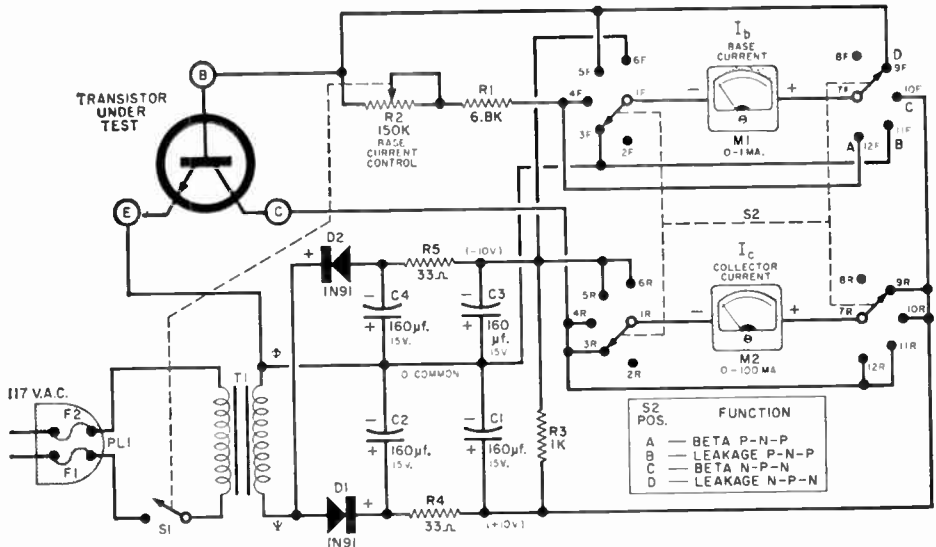 TRANSISTOR
UNDER
TEST
B
E
C
R2
150K
BASE
CURRENT
CONTROL
R1
6.8K
5F
6F
4F
1F
3F
2F
Ib
BASE
CURRENT
-
+
M1
0-1 MA.
8F
D
9F
7F
10F
C
11F
B
A
12F
S2
D2
1N91
+
R5
33Ω
(-10V)
-
C4
+
160µf.
15V.
-
C3
+
160
µf.
15V
0 COMMON
-
C2
+
160µf.
15V.
-
C1
+
160µf.
15V.
R3
1K
5R
6R
4R
1R
3R
2R
Ic
COLLECTOR
CURRENT
-
+
M2
0-100 MA
8R
9R
7R
10R
11R
12R
117 V.A.C.
F2
F1
PL1
S1
T1
D1
1N91
+
R4
33Ω
(+10V)
S2
POS.
FUNCTION
A — BETA P-N-P
B — LEAKAGE P-N-P
C — BETA N-P-N
D — LEAKAGE N-P-N